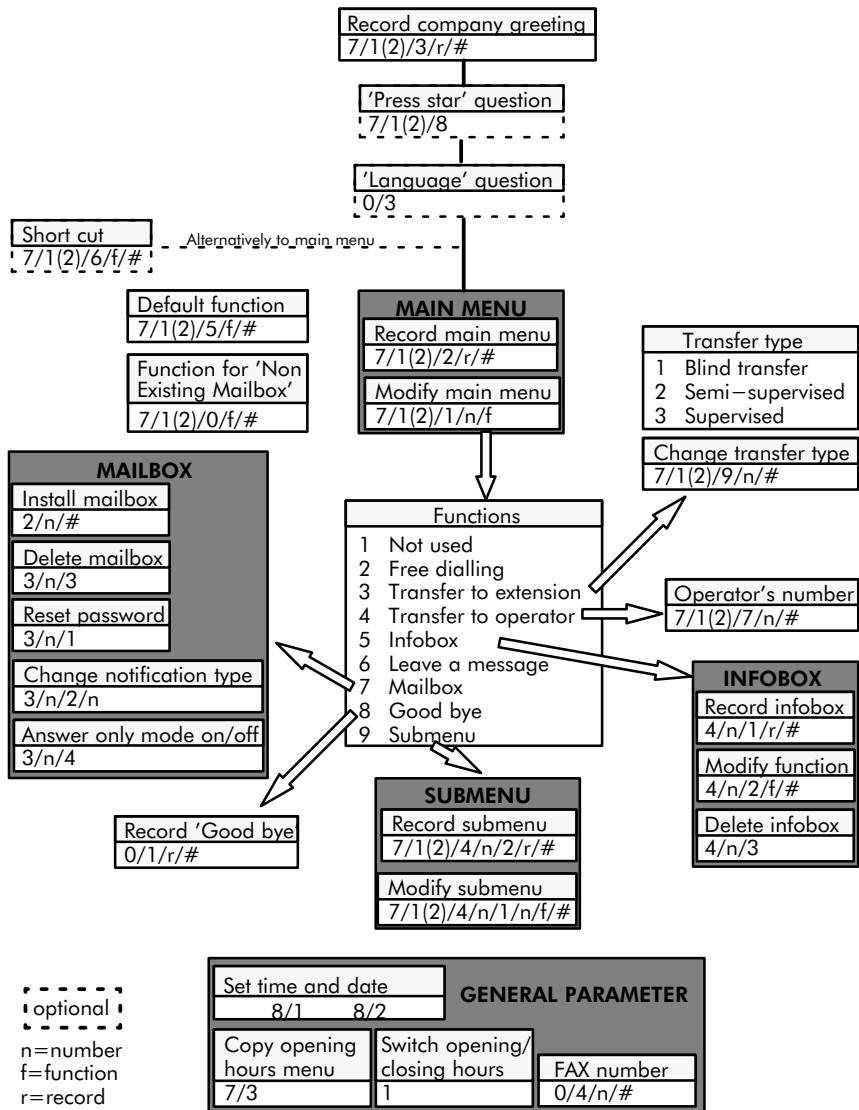 Record company greeting
7/1(2)/3/r/#
'Press star' question
7/1(2)/8
'Language' question
0/3
Short cut
7/1(2)/6/f/#
Alternatively to main menu
Default function
7/1(2)/5/f/#
Function for 'Non
Existing Mailbox'
7/1(2)/0/f/#
MAIN MENU
Record main menu
7/1(2)/2/r/#
Modify main menu
7/1(2)/1/n/f
Transfer type
1 Blind transfer
2 Semi−supervised
3 Supervised
Change transfer type
7/1(2)/9/n/#
MAILBOX
Install mailbox
2/n/#
Delete mailbox
3/n/3
Reset password
3/n/1
Change notification type
3/n/2/n
Answer only mode on/off
3/n/4
Functions
1 Not used
2 Free dialling
3 Transfer to extension
4 Transfer to operator
5 Infobox
6 Leave a message
7 Mailbox
8 Good bye
9 Submenu
Operator's number
7/1(2)/7/n/#
INFOBOX
Record infobox
4/n/1/r/#
Modify function
4/n/2/f/#
Delete infobox
4/n/3
Record 'Good bye'
0/1/r/#
SUBMENU
Record submenu
7/1(2)/4/n/2/r/#
Modify submenu
7/1(2)/4/n/1/n/f/#
optional
n=number
f=function
r=record
GENERAL PARAMETER
Set time and date
8/1 8/2
Copy opening
hours menu
7/3
Switch opening/
closing hours
1
FAX number
0/4/n/#